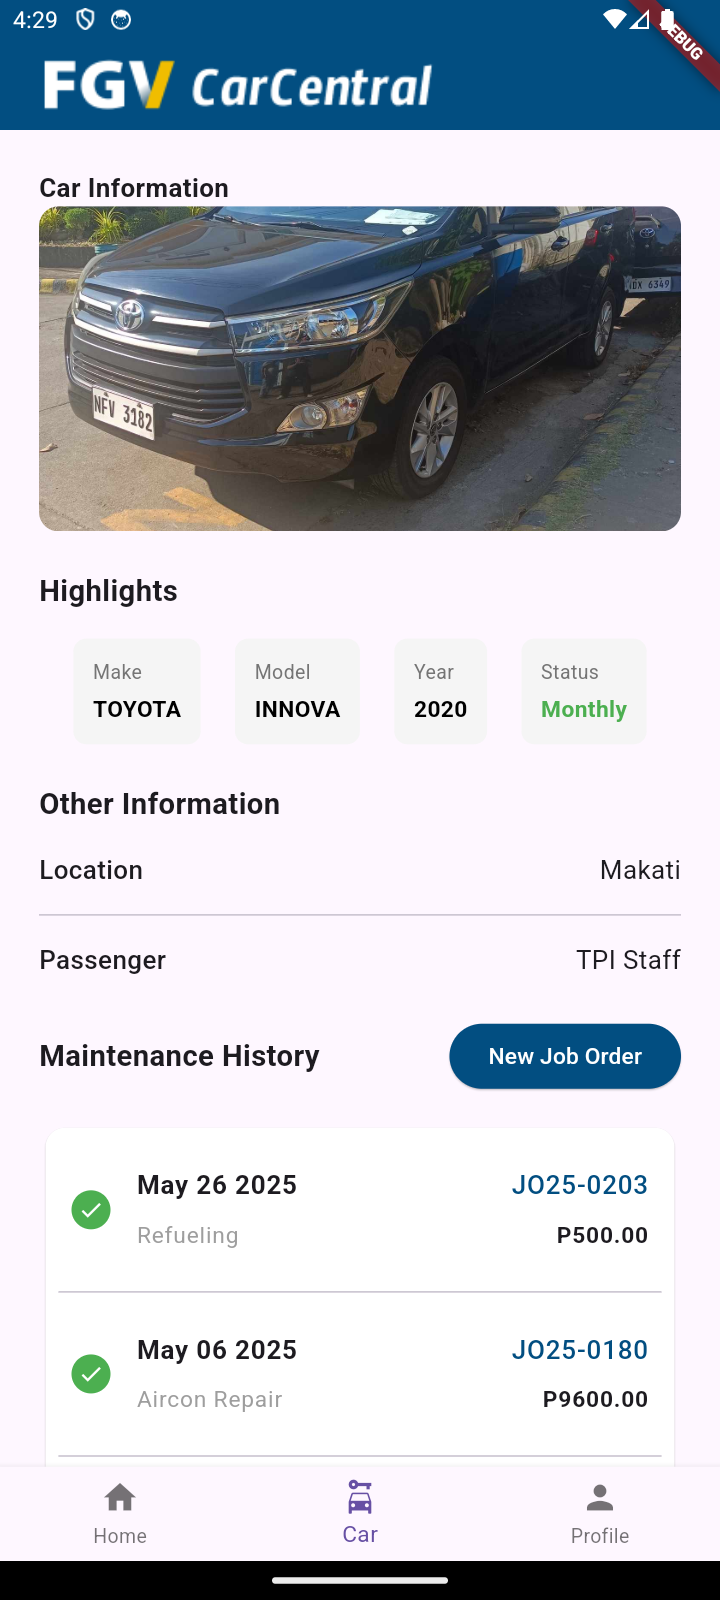 4:29
DEBUG
FGV CarCentral
Car Information
IDX 6349
NFV 3182
Highlights
Make Model Year Status
TOYOTA INNOVA 2020 Monthly
Other Information
Location Makati
Passenger TPI Staff
Maintenance History New Job Order
May 26 2025 JO25-0203
Refueling P500.00
May 06 2025 JO25-0180
Aircon Repair P9600.00
Home Car Profile